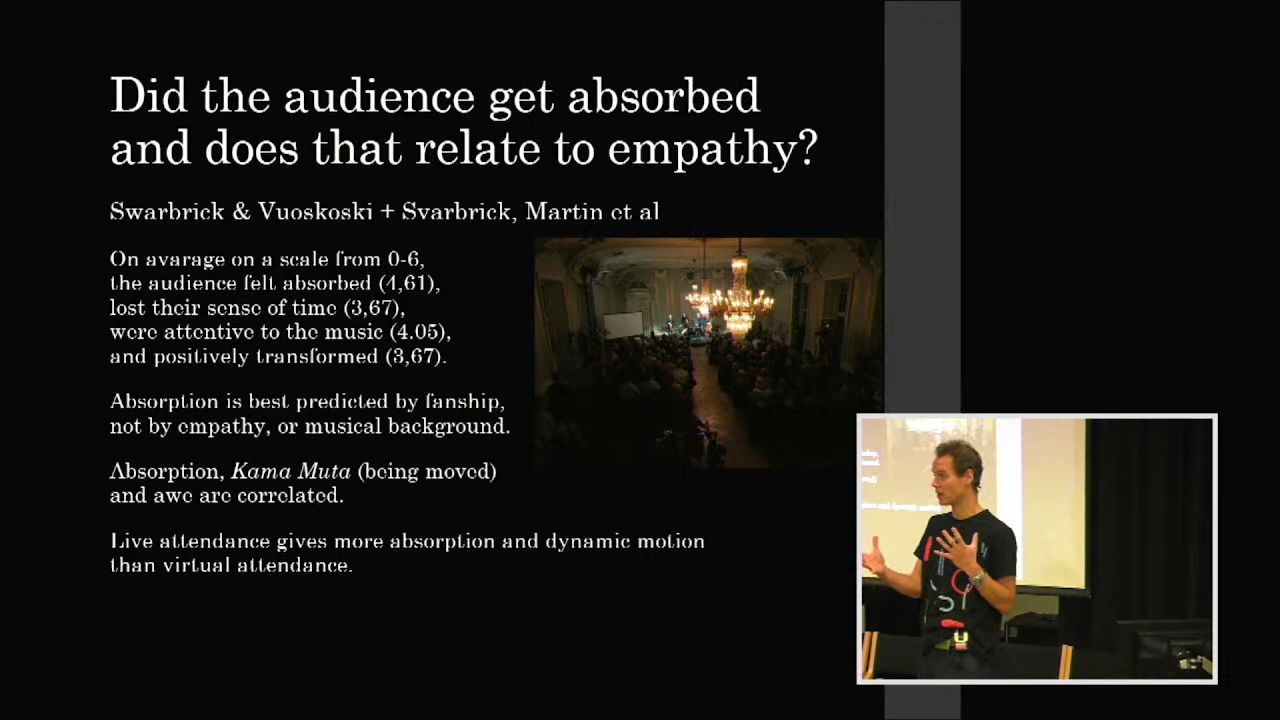 Did the audience get absorbed
and does that relate to empathy?
Swarbrick & Vuoskoski + Svarbrick, Martin et al
On avarage on a scale from 0-6,
the audience felt absorbed (4,61),
lost their sense of time (3,67),
were attentive to the music (4.05),
and positively transformed (3,67).
Absorption is best predicted by fanship,
not by empathy, or musical background.
Absorption, Kama Muta (being moved)
and awe are correlated.
Live attendance gives more absorption and dynamic motion
than virtual attendance.